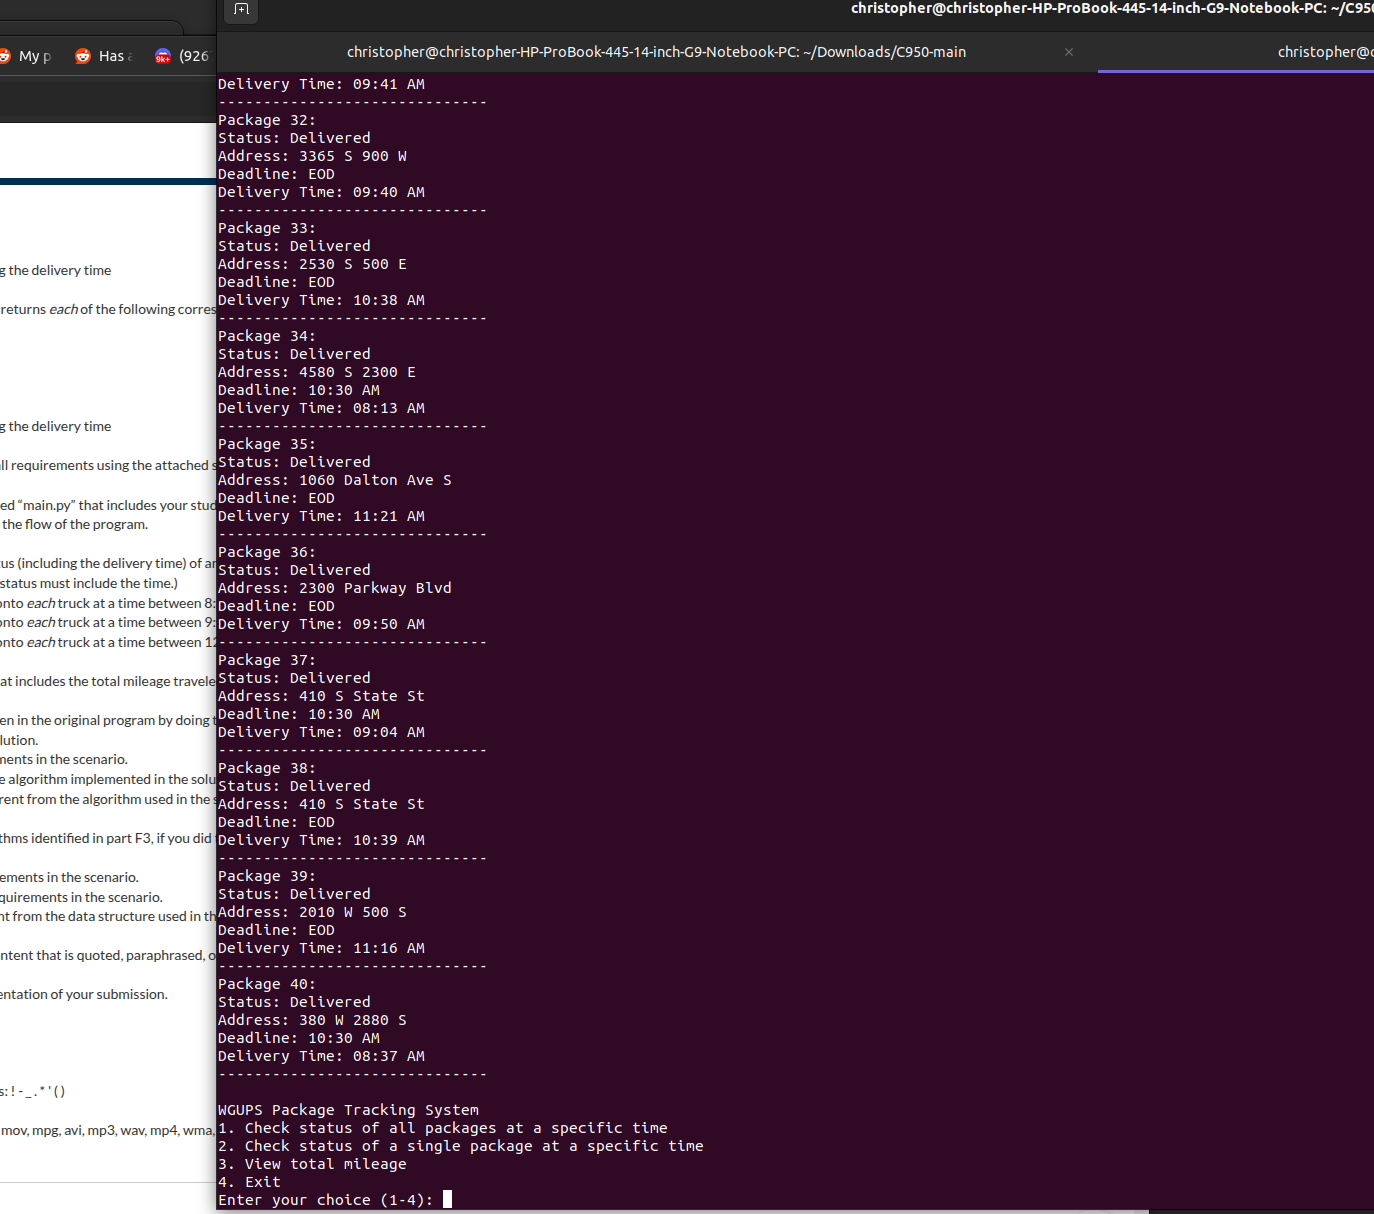 christopher@christopher-HP-ProBook-445-14-inch-G9-Notebook-PC: ~/C950
My p
Has a
9k+
(926
christopher@christopher-HP-ProBook-445-14-inch-G9-Notebook-PC: ~/Downloads/C950-main
×
christopher@c
g the delivery time
returns each of the following corres
g the delivery time
ll requirements using the attached s
ed “main.py” that includes your stud
the flow of the program.
us (including the delivery time) of an
status must include the time.)
onto each truck at a time between 8:
onto each truck at a time between 9:
onto each truck at a time between 12
at includes the total mileage travele
en in the original program by doing t
lution.
ments in the scenario.
e algorithm implemented in the solu
rent from the algorithm used in the s
thms identified in part F3, if you did
ements in the scenario.
quirements in the scenario.
nt from the data structure used in th
ntent that is quoted, paraphrased, o
entation of your submission.
s: ! - _ . * ' ( )
mov, mpg, avi, mp3, wav, mp4, wma,
Delivery Time: 09:41 AM
------------------------------
Package 32:
Status: Delivered
Address: 3365 S 900 W
Deadline: EOD
Delivery Time: 09:40 AM
------------------------------
Package 33:
Status: Delivered
Address: 2530 S 500 E
Deadline: EOD
Delivery Time: 10:38 AM
------------------------------
Package 34:
Status: Delivered
Address: 4580 S 2300 E
Deadline: 10:30 AM
Delivery Time: 08:13 AM
------------------------------
Package 35:
Status: Delivered
Address: 1060 Dalton Ave S
Deadline: EOD
Delivery Time: 11:21 AM
------------------------------
Package 36:
Status: Delivered
Address: 2300 Parkway Blvd
Deadline: EOD
Delivery Time: 09:50 AM
------------------------------
Package 37:
Status: Delivered
Address: 410 S State St
Deadline: 10:30 AM
Delivery Time: 09:04 AM
------------------------------
Package 38:
Status: Delivered
Address: 410 S State St
Deadline: EOD
Delivery Time: 10:39 AM
------------------------------
Package 39:
Status: Delivered
Address: 2010 W 500 S
Deadline: EOD
Delivery Time: 11:16 AM
------------------------------
Package 40:
Status: Delivered
Address: 380 W 2880 S
Deadline: 10:30 AM
Delivery Time: 08:37 AM
------------------------------
WGUPS Package Tracking System
1. Check status of all packages at a specific time
2. Check status of a single package at a specific time
3. View total mileage
4. Exit
Enter your choice (1-4):